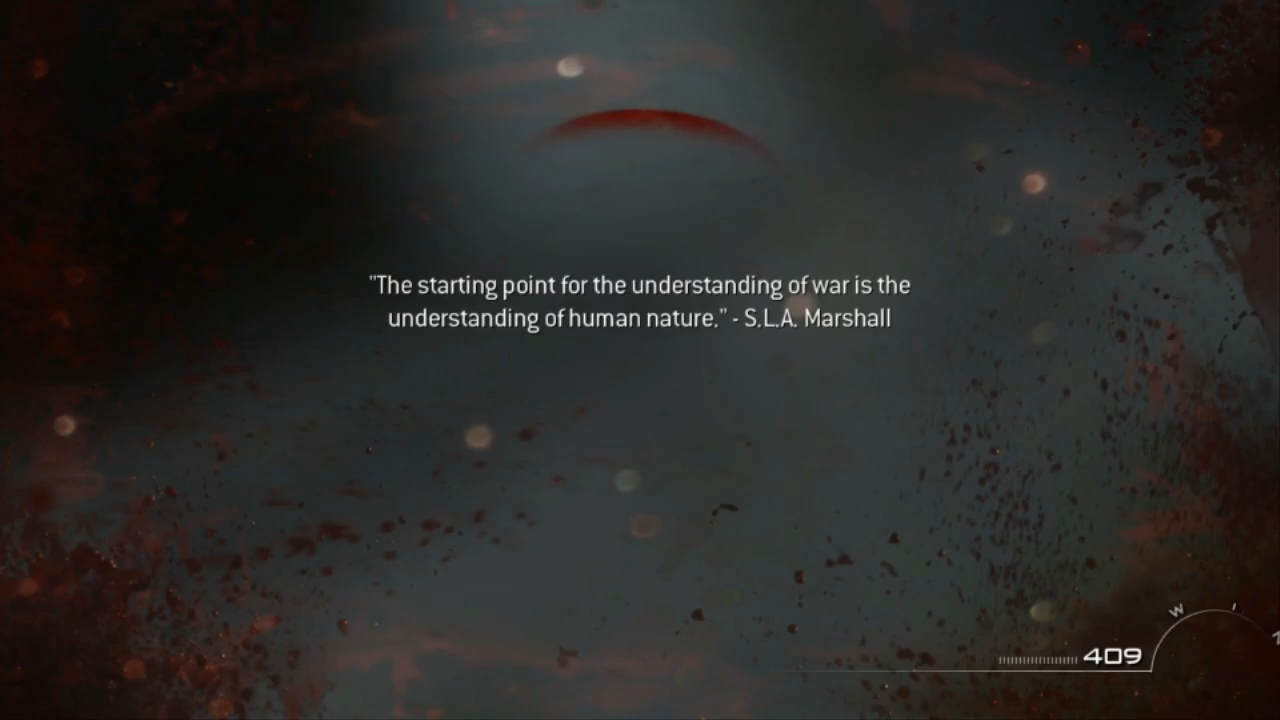 "The starting point for the understanding of war is the
understanding of human nature." - S.L.A. Marshall
W
409